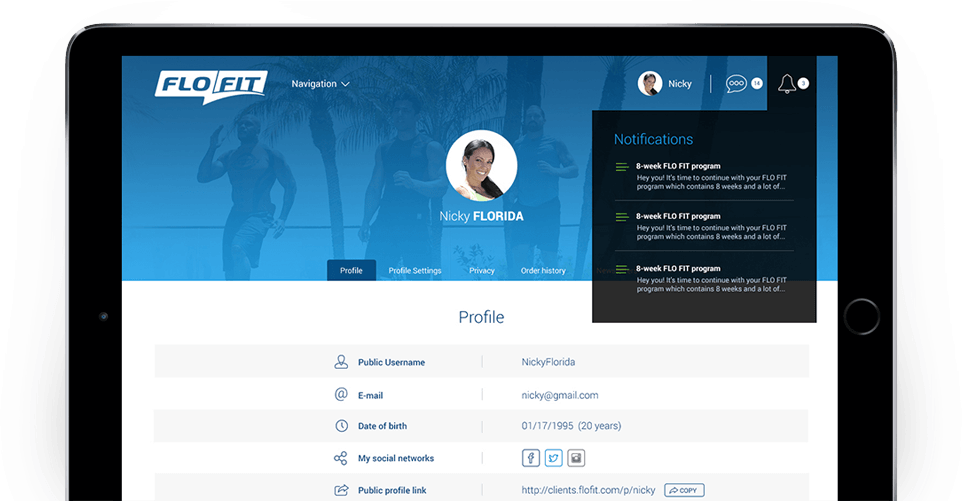 FLO FIT
Navigation
Nicky
14
3
Notifications
8-week FLO FIT program
Hey you! It's time to continue with your FLO FIT
program which contains 8 weeks and a lot of...
8-week FLO FIT program
Hey you! It's time to continue with your FLO FIT
program which contains 8 weeks and a lot of...
8-week FLO FIT program
Hey you! It's time to continue with your FLO FIT
program which contains 8 weeks and a lot of...
Nicky FLORIDA
Profile
Profile Settings
Privacy
Order history
Profile
Public Username
NickyFlorida
E-mail
nicky@gmail.com
Date of birth
01/17/1995 (20 years)
My social networks
Public profile link
http://clients.flofit.com/p/nicky
COPY